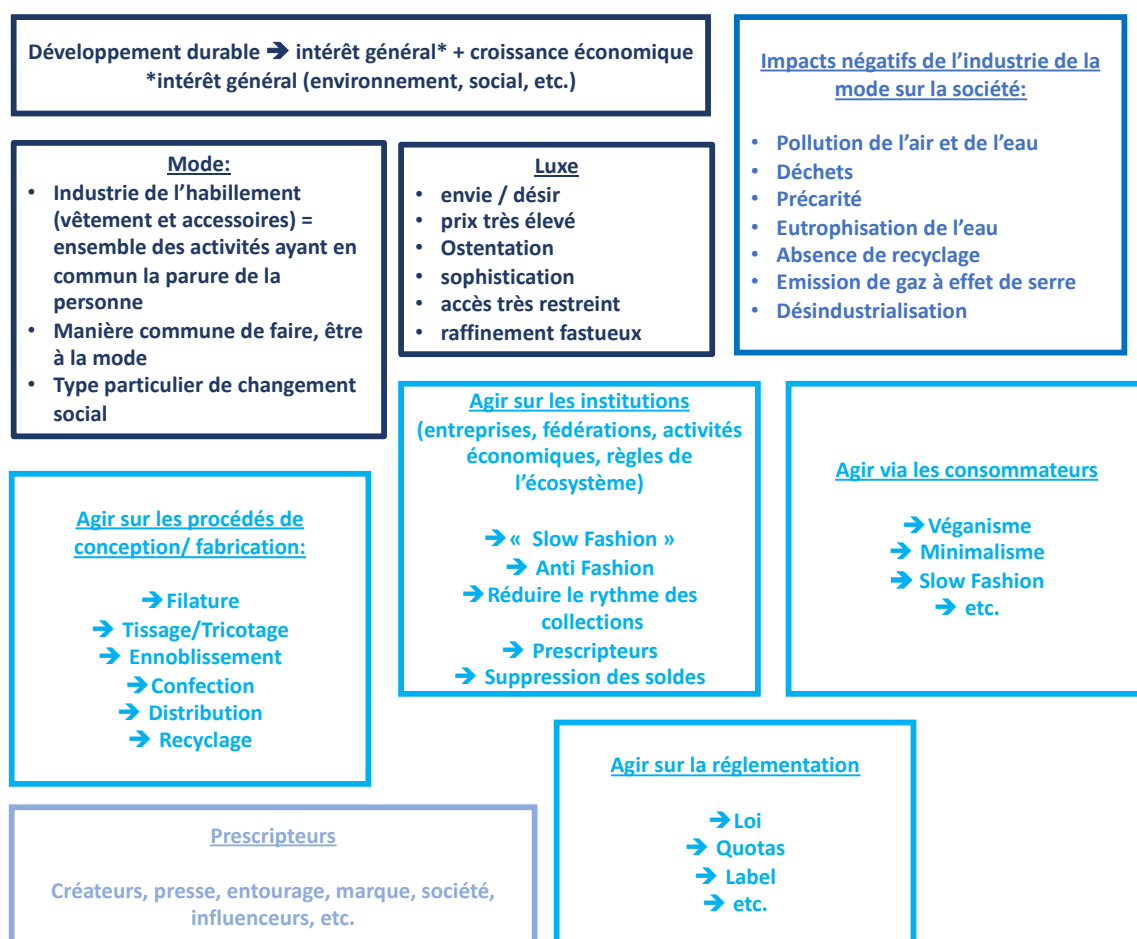 Développement durable ➔ intérêt général* + croissance économique
*intérêt général (environnement, social, etc.)
Impacts négatifs de l'industrie de la
mode sur la société:
• Pollution de l'air et de l'eau
• Déchets
• Précarité
• Eutrophisation de l'eau
• Absence de recyclage
• Emission de gaz à effet de serre
• Désindustrialisation
Mode:
• Industrie de l'habillement
(vêtement et accessoires) =
ensemble des activités ayant en
commun la parure de la
personne
• Manière commune de faire, être
à la mode
• Type particulier de changement
social
Luxe
• envie / désir
• prix très élevé
• Ostentation
• sophistication
• accès très restreint
• raffinement fastueux
Agir sur les institutions
(entreprises, fédérations, activités
économiques, règles de
l'écosystème)
➔ « Slow Fashion »
➔ Anti Fashion
➔ Réduire le rythme des
collections
➔ Prescripteurs
➔ Suppression des soldes
Agir via les consommateurs
➔ Véganisme
➔ Minimalisme
➔ Slow Fashion
➔ etc.
Agir sur les procédés de
conception/ fabrication:
➔ Filature
➔ Tissage/Tricotage
➔ Ennoblissement
➔ Confection
➔ Distribution
➔ Recyclage
Agir sur la réglementation
➔ Loi
➔ Quotas
➔ Label
➔ etc.
Prescripteurs
Créateurs, presse, entourage, marque, société,
influenceurs, etc.